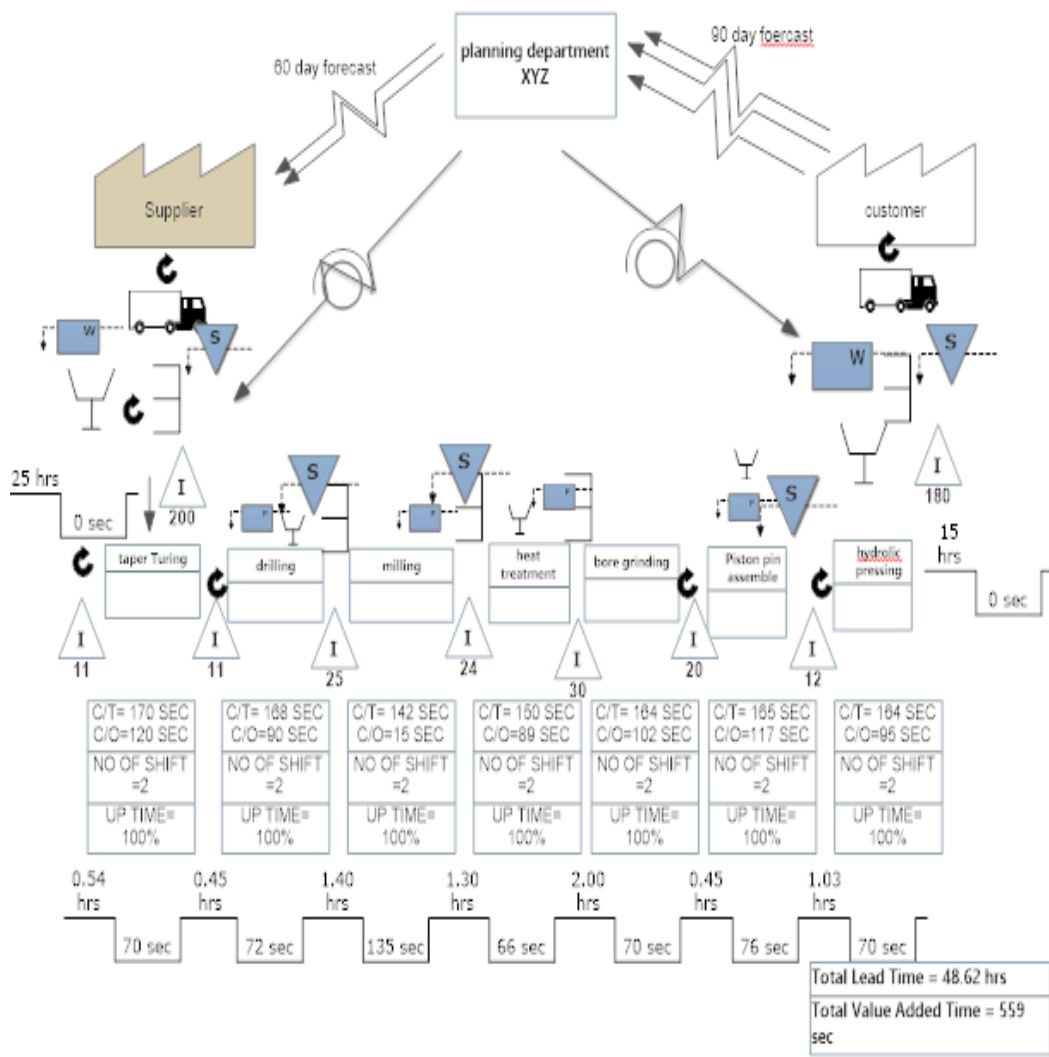 planning department
XYZ
90 day foercast
60 day forecast
Supplier
customer
W
S
W
S
25 hrs
0 sec
I
200
S
P
S
P
P
P
S
I
180
15
hrs
0 sec
taper Turing
drilling
milling
heat
treatment
bore grinding
Piston pin
assemble
hydrolic
pressing
I
11
I
11
I
25
I
24
I
30
I
20
I
12
C/T= 170 SEC
C/O=120 SEC
NO OF SHIFT
=2
UP TIME=
100%
C/T= 168 SEC
C/O=90 SEC
NO OF SHIFT
=2
UP TIME=
100%
C/T= 142 SEC
C/O=15 SEC
NO OF SHIFT
=2
UP TIME=
100%
C/T= 150 SEC
C/O=89 SEC
NO OF SHIFT
=2
UP TIME=
100%
C/T= 164 SEC
C/O=102 SEC
NO OF SHIFT
=2
UP TIME=
100%
C/T= 165 SEC
C/O=117 SEC
NO OF SHIFT
=2
UP TIME=
100%
C/T= 164 SEC
C/O=95 SEC
NO OF SHIFT
=2
UP TIME=
100%
0.54
hrs
0.45
hrs
1.40
hrs
1.30
hrs
2.00
hrs
0.45
hrs
1.03
hrs
70 sec
72 sec
135 sec
66 sec
70 sec
76 sec
70 sec
Total Lead Time = 48.62 hrs
Total Value Added Time = 559
sec